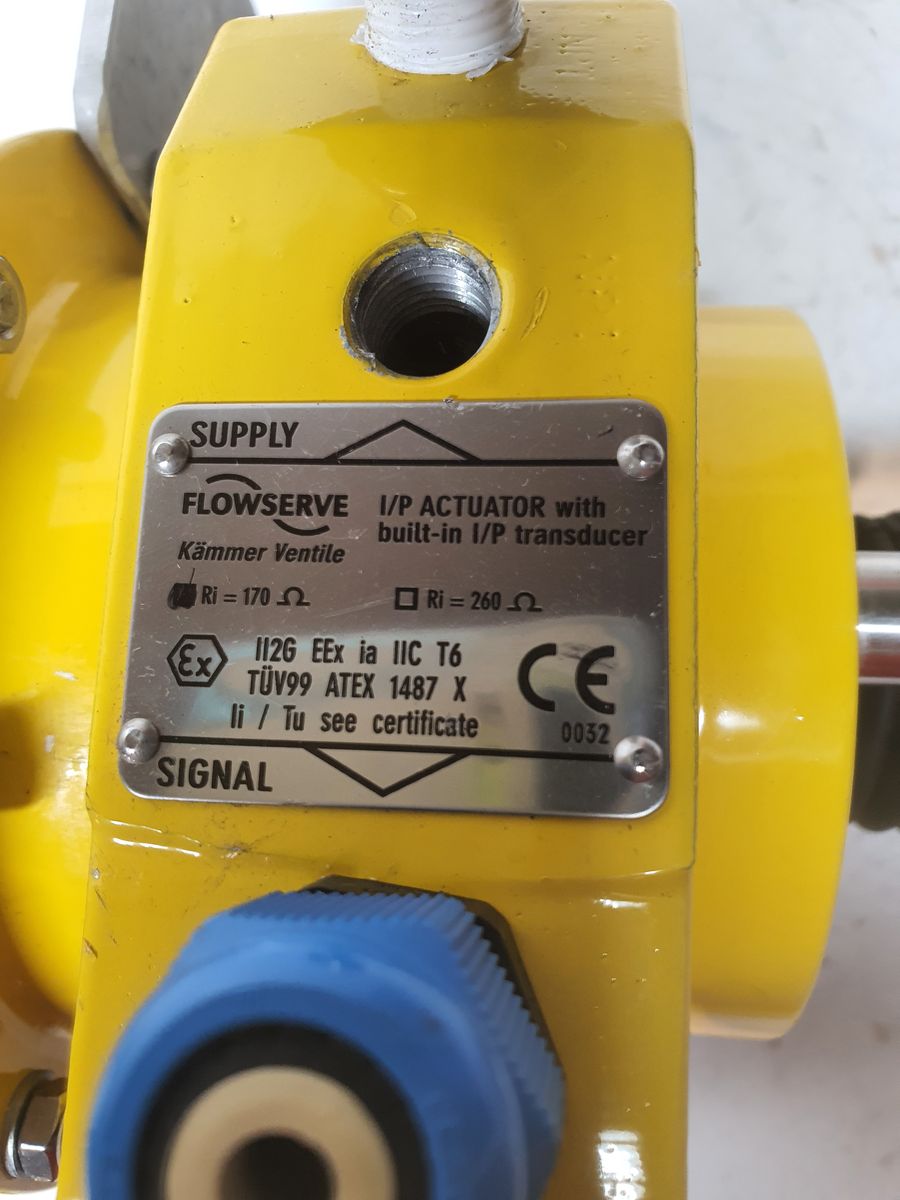 SUPPLY
FLOWSERVE
Kämmer Ventile
I/P ACTUATOR with
built-in I/P transducer
Ri = 170 Ω
Ri = 260 Ω
Ex
II2G EEx ia IIC T6
TÜV99 ATEX 1487 X
Ii / Tu see certificate
CE
0032
SIGNAL